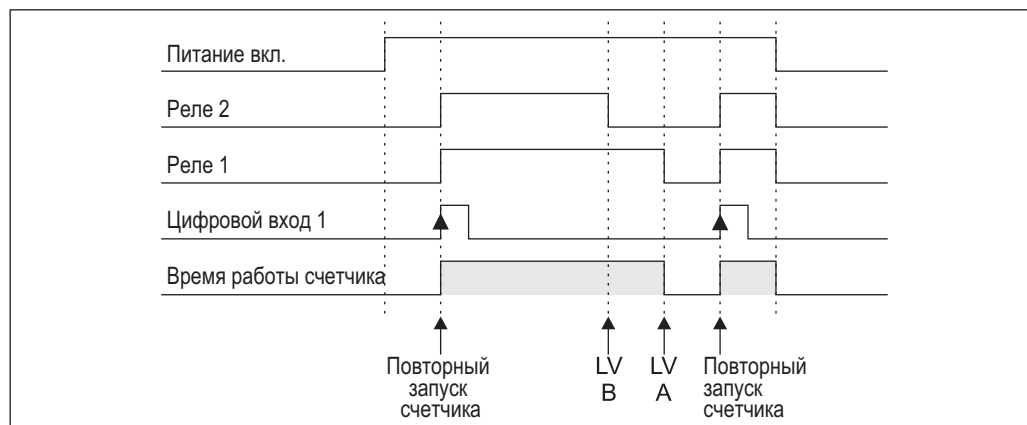 Питание вкл.
Реле 2
Реле 1
Цифровой вход 1
Время работы счетчика
Повторный
запуск
счетчика
LV
B
LV
A
Повторный
запуск
счетчика